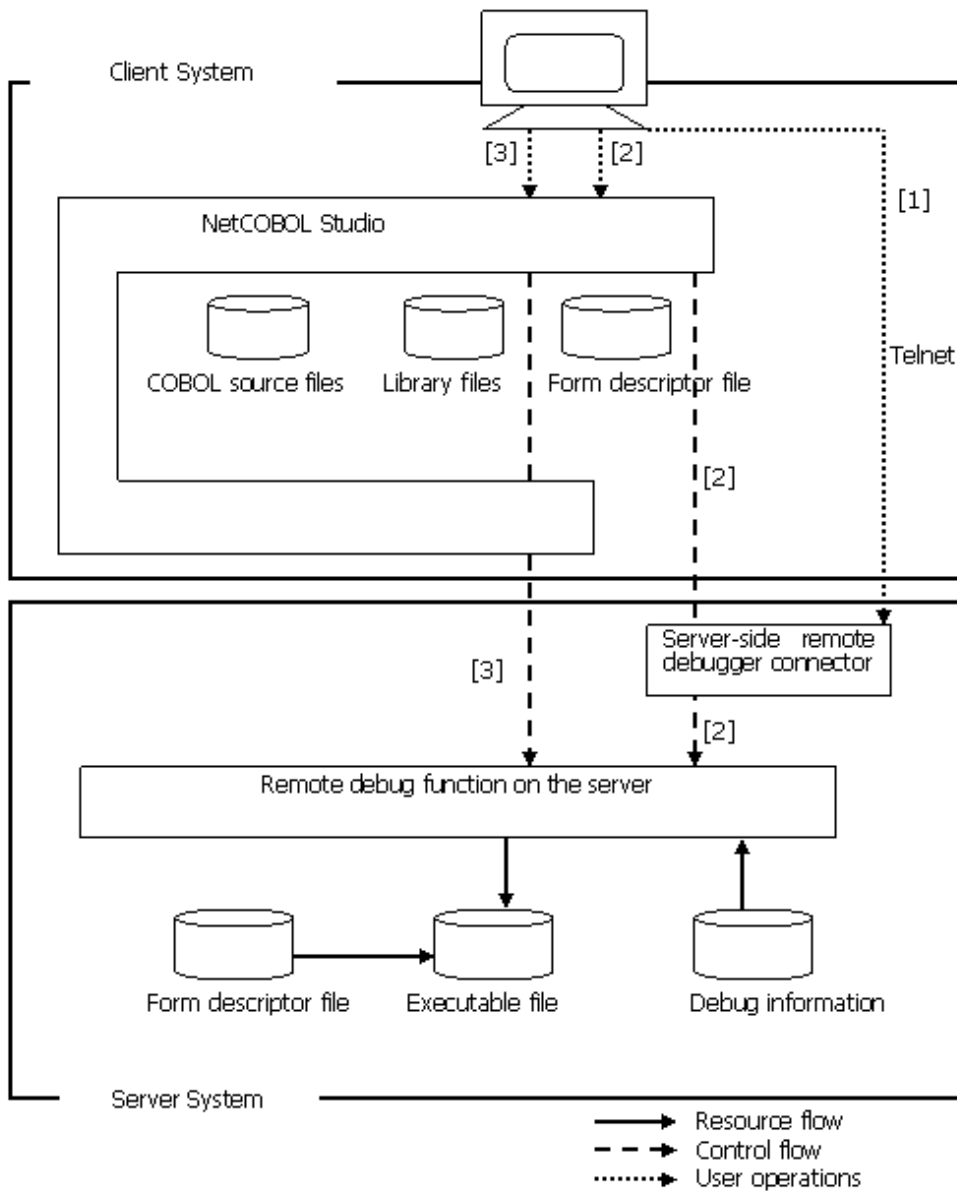 Client System
[3]
[2]
[1]
NetCOBOL Studio
COBOL source files
Library files
Form descriptor file
Telnet
[2]
Server-side remote
debugger connector
[3]
[2]
Remote debug function on the server
Form descriptor file
Executable file
Debug information
Server System
Resource flow
Control flow
User operations